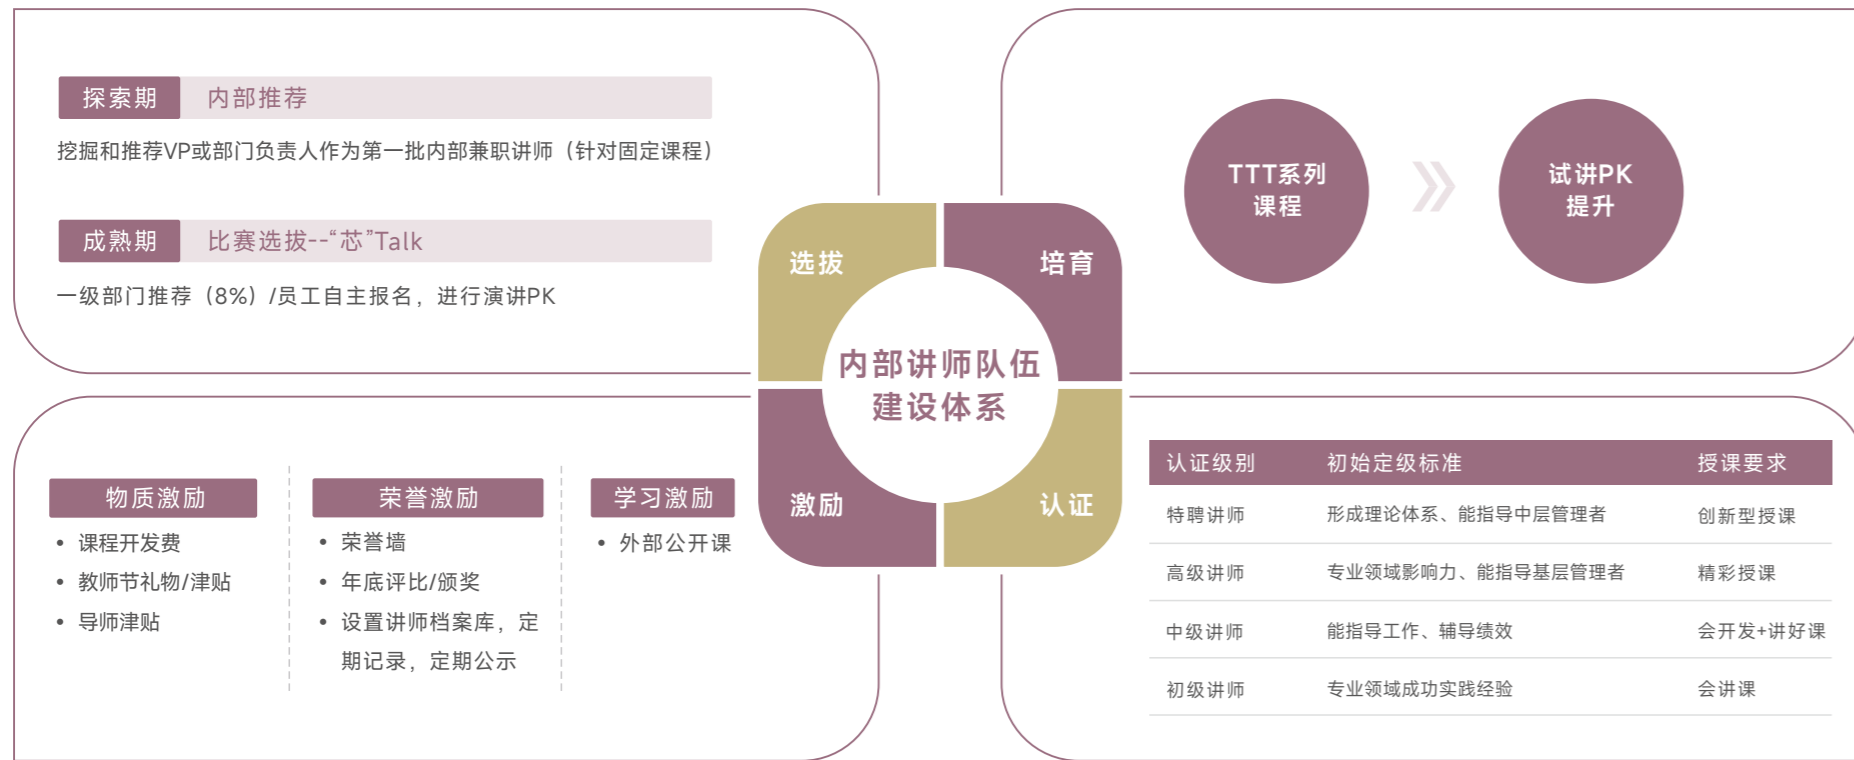 探索期 内部推荐
挖掘和推荐VP或部门负责人作为第一批内部兼职讲师（针对固定课程）
成熟期 比赛选拔--“芯”Talk
一级部门推荐（8%）/员工自主报名，进行演讲PK
TTT系列
课程
试讲PK
提升
选拔
培育
内部讲师队伍
建设体系
激励
认证
物质激励
• 课程开发费
• 教师节礼物/津贴
• 导师津贴
荣誉激励
• 荣誉墙
• 年底评比/颁奖
• 设置讲师档案库，定
期记录，定期公示
学习激励
• 外部公开课
认证级别 初始定级标准 授课要求
特聘讲师 形成理论体系、能指导中层管理者 创新型授课
高级讲师 专业领域影响力、能指导基层管理者 精彩授课
中级讲师 能指导工作、辅导绩效 会开发+讲好课
初级讲师 专业领域成功实践经验 会讲课